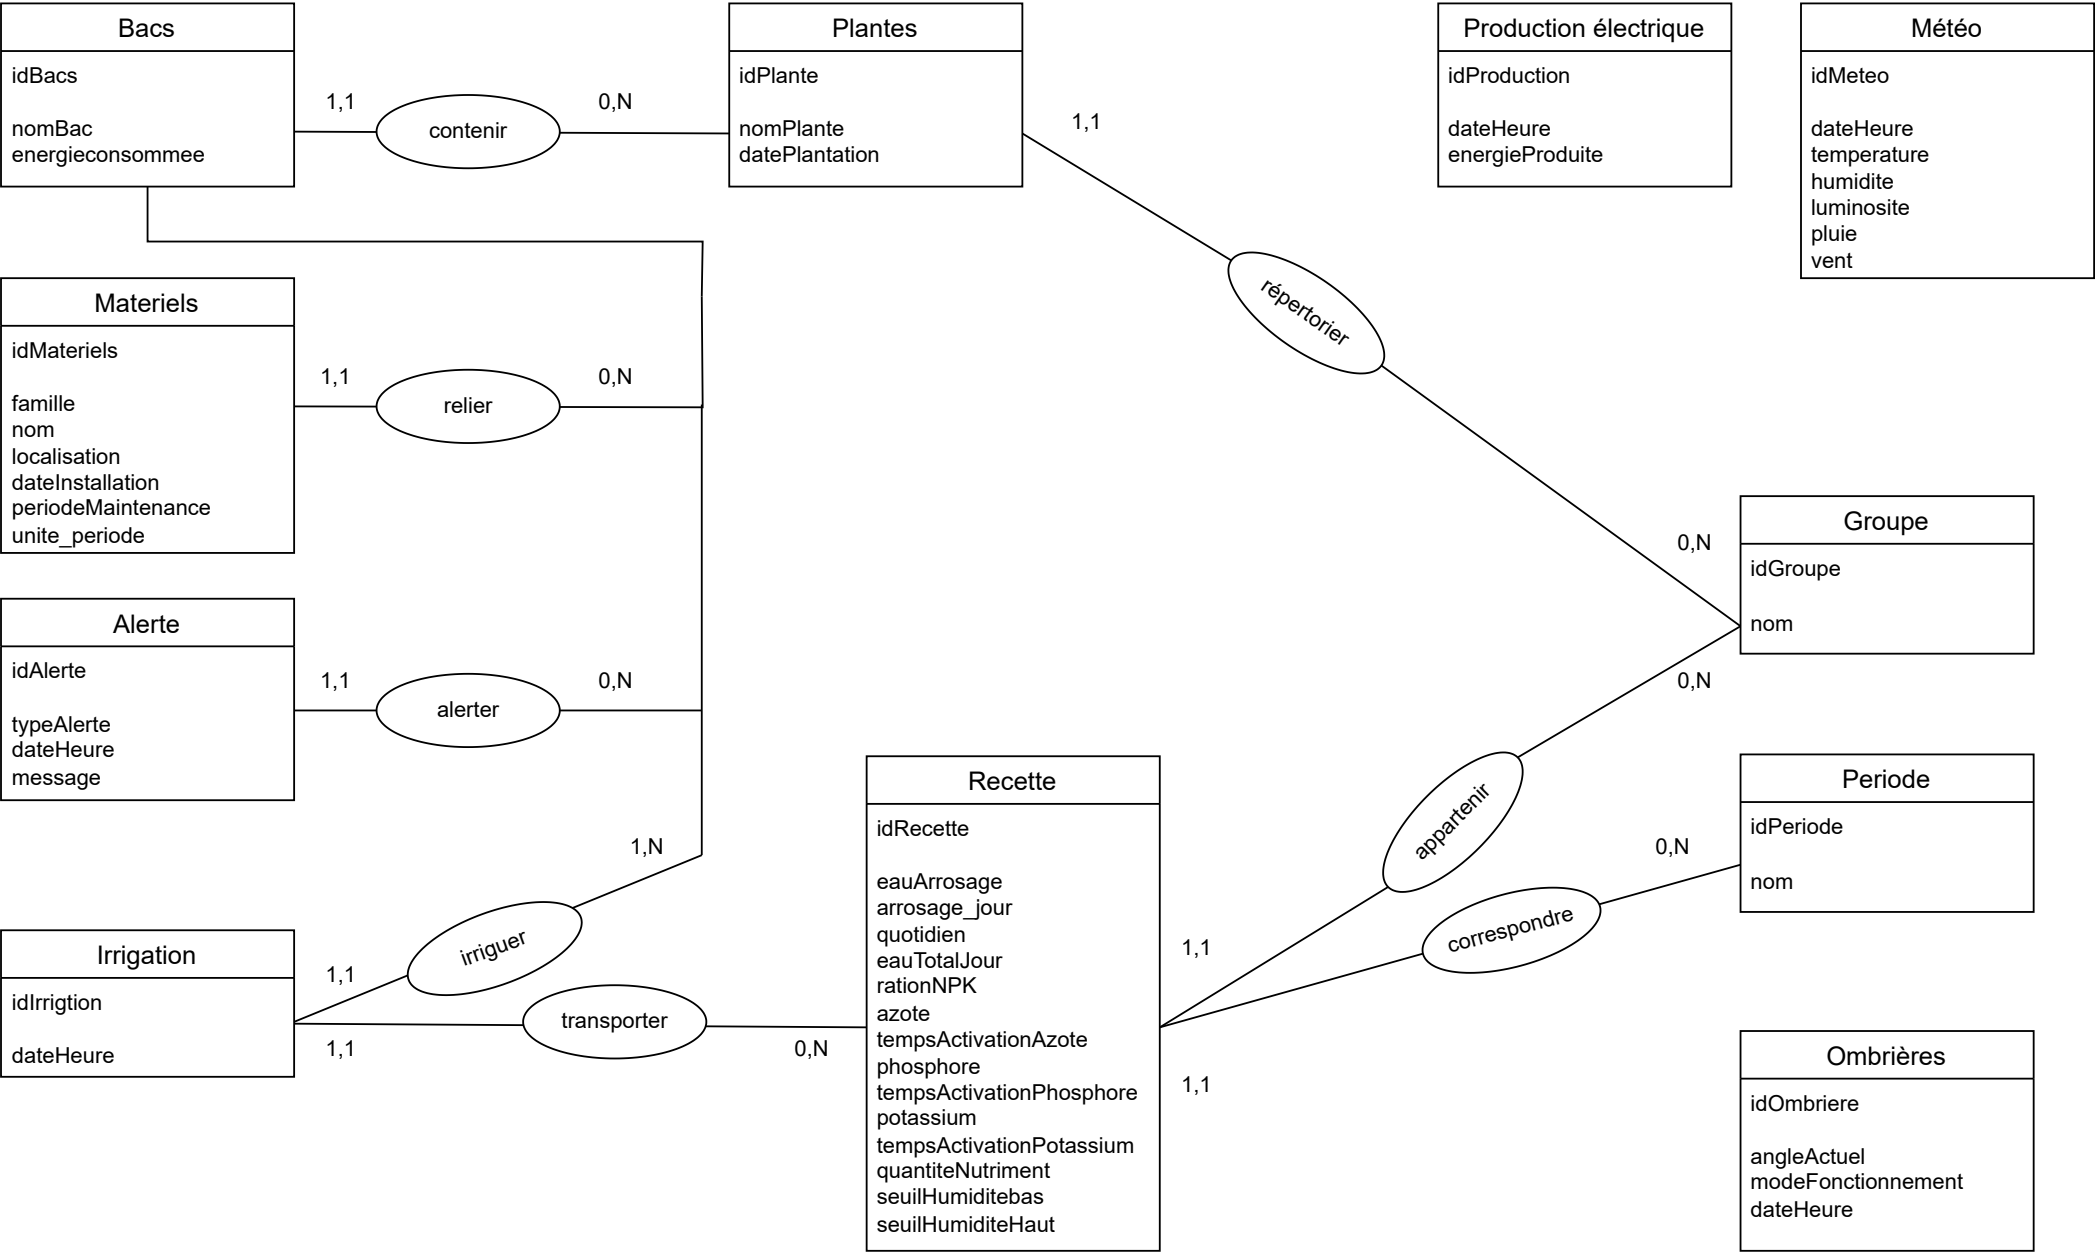 Bacs
idBacs
nomBac
energieconsommee
1,1
contenir
0,N
Plantes
idPlante
nomPlante
datePlantation
1,1
répertorier
0,N
Production électrique
idProduction
dateHeure
energieProduite
Météo
idMeteo
dateHeure
temperature
humidite
luminosite
pluie
vent
Materiels
idMateriels
famille
nom
localisation
dateInstallation
periodeMaintenance
unite_periode
1,1
relier
0,N
Groupe
idGroupe
nom
0,N
Alerte
idAlerte
typeAlerte
dateHeure
message
1,1
alerter
0,N
1,N
irriguer
1,1
Irrigation
idIrrigtion
dateHeure
1,1
transporter
0,N
Recette
idRecette
eauArrosage
arrosage_jour
quotidien
eauTotalJour
rationNPK
azote
tempsActivationAzote
phosphore
tempsActivationPhosphore
potassium
tempsActivationPotassium
quantiteNutriment
seuilHumiditebas
seuilHumiditeHaut
1,1
appartenir
1,1
correspondre
0,N
Periode
idPeriode
nom
Ombrières
idOmbriere
angleActuel
modeFonctionnement
dateHeure